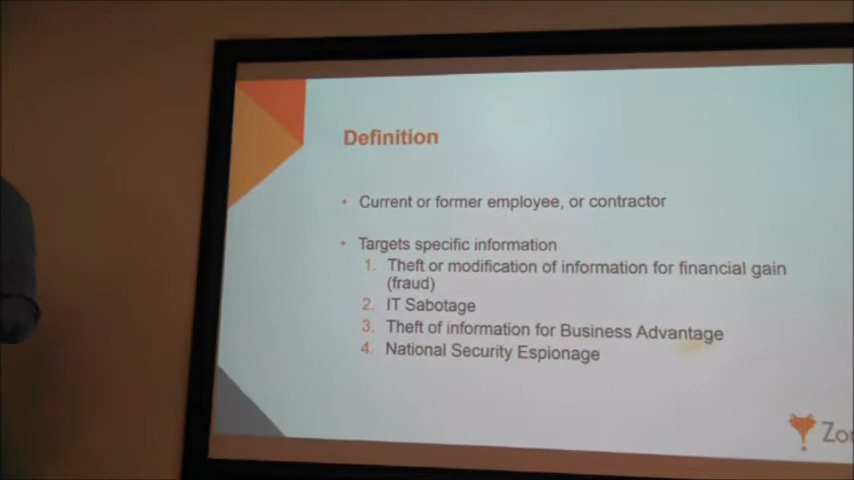 Definition
• Current or former employee, or contractor
• Targets specific information
1. Theft or modification of information for financial gain
(fraud)
2. IT Sabotage
3. Theft of information for Business Advantage
4. National Security Espionage